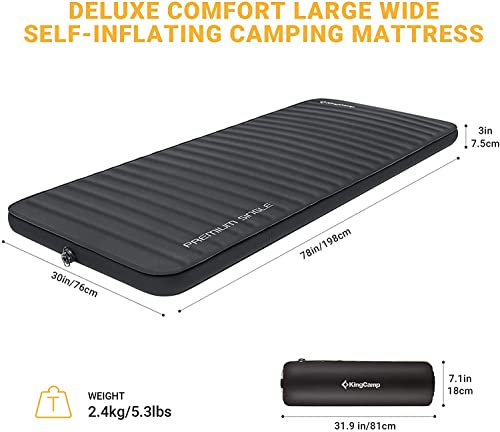 DELUXE COMFORT LARGE WIDE
SELF-INFLATING CAMPING MATTRESS
KingCamp
3in
7.5cm
PREMIUM SINGLE
78in/198cm
30in/76cm
T
WEIGHT
2.4kg/5.3lbs
KingCamp
7.1in
18cm
31.9 in/81cm